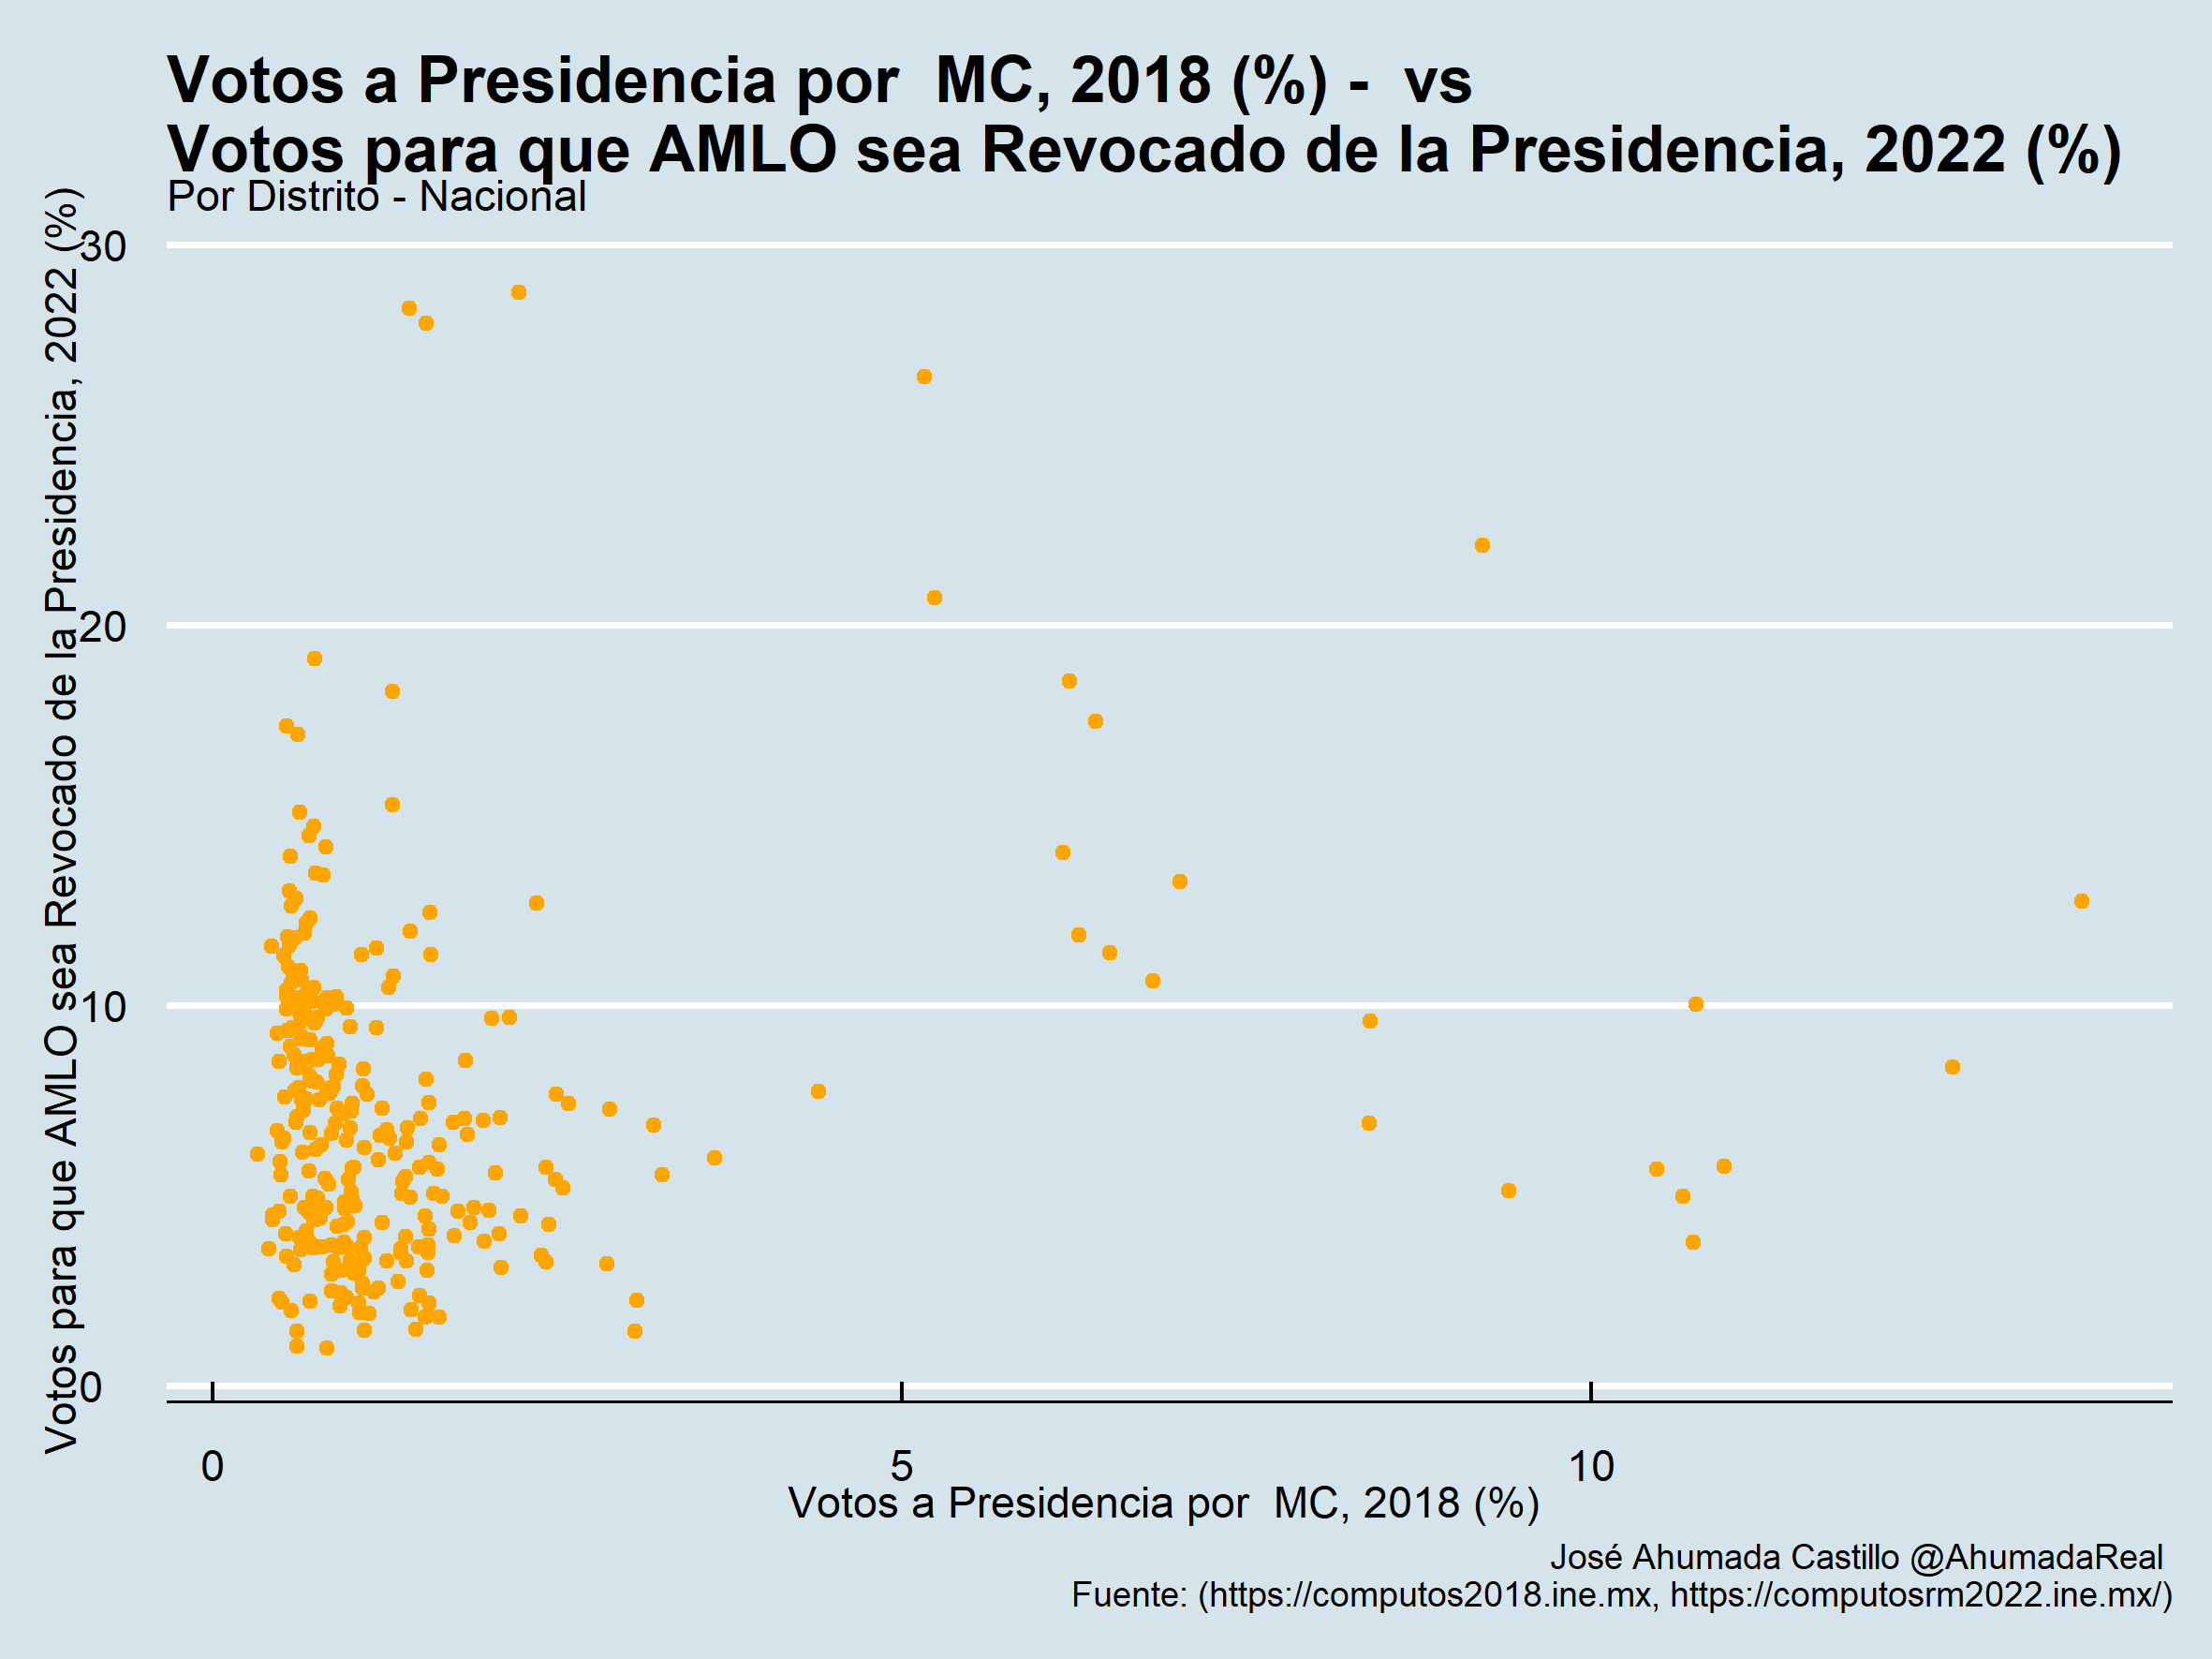 Votos a Presidencia por  MC, 2018 (%) -  vs
Votos para que AMLO sea Revocado de la Presidencia, 2022 (%)
Por Distrito - Nacional
Votos para que AMLO sea Revocado de la Presidencia, 2022 (%)
30
20
10
0
0
5
10
Votos a Presidencia por  MC, 2018 (%)
José Ahumada Castillo @AhumadaReal
Fuente: (https://computos2018.ine.mx, https://computosrm2022.ine.mx/)